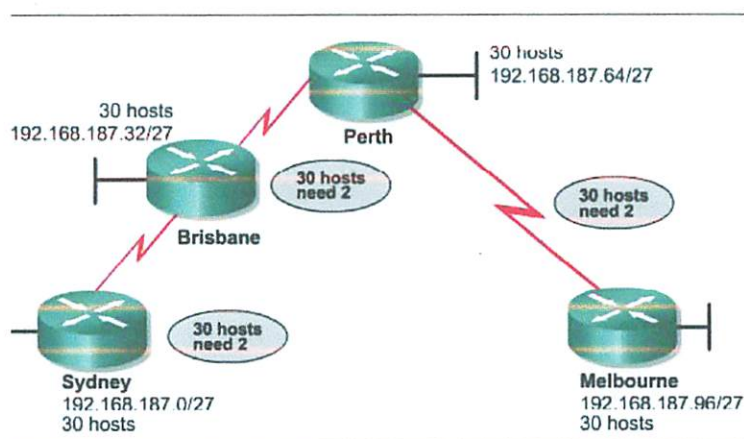 30 hosts
192.168.187.64/27
Perth
30 hosts
192.168.187.32/27
30 hosts
need 2
Brisbane
30 hosts
need 2
30 hosts
need 2
Sydney
192.168.187.0/27
30 hosts
Melbourne
192.168.187.96/27
30 hosts